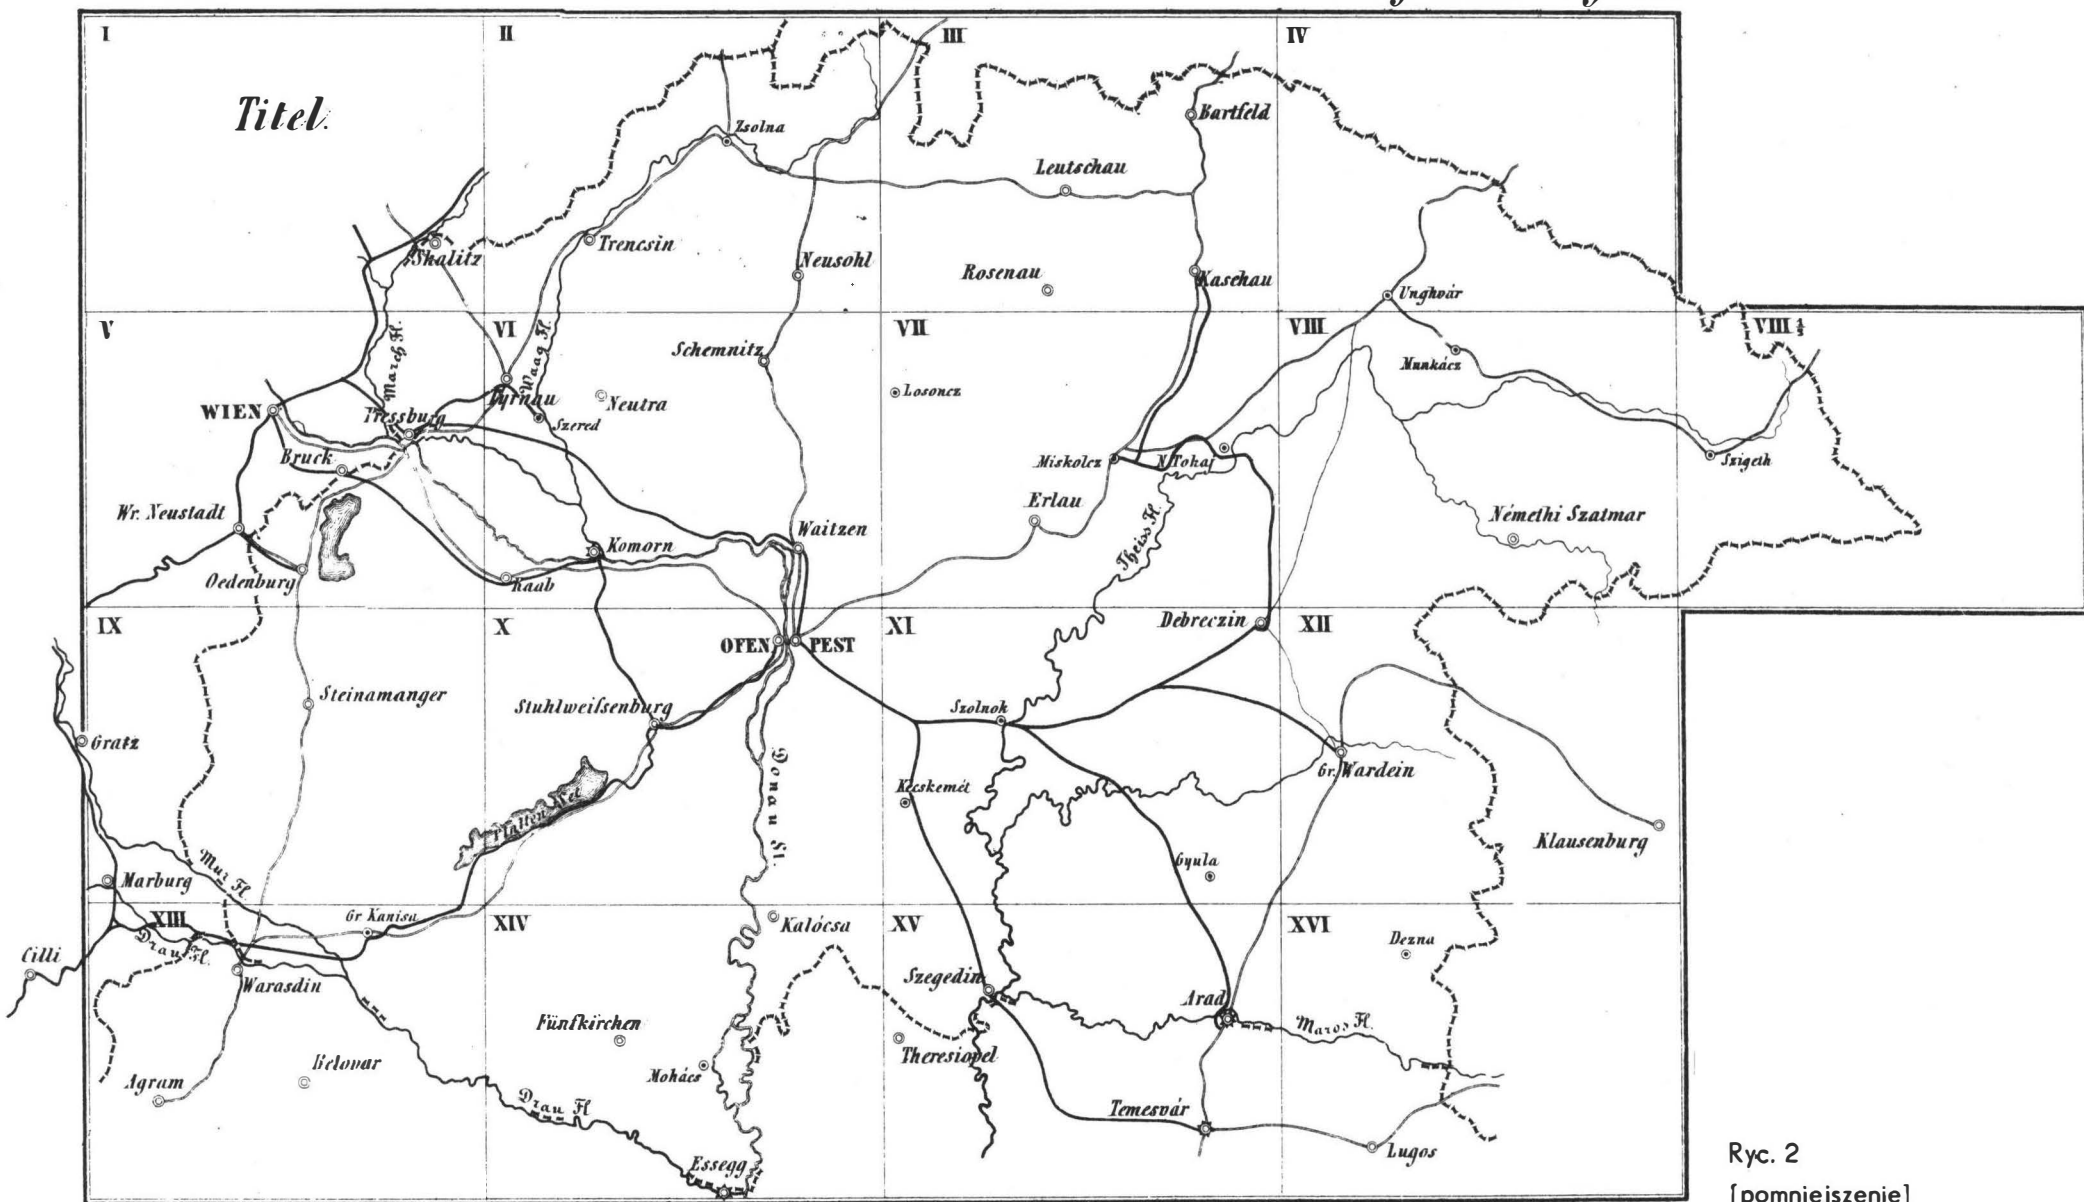 I
II
III
IV
Titel.
Zsolna
Bartfeld
Leutschau
Skalitz
Trencsin
Neusohl
Rosenau
Kaschau
Unghvár
V
VI
VII
VIII
VIII ½
March Fl.
Waag Fl.
Schemnitz
Munkácz
Losoncz
WIEN
Pressburg
Tyrnau
Neutra
Szered
Bruck
Miskolcz
N. Tokaj
Szigeth
Wr. Neustadt
Erlau
Némethi Szatmar
Waitzen
Komorn
Theiss Fl.
Oedenburg
Raab
IX
X
XI
XII
OFEN
PEST
Debreczin
Steinamanger
Stuhlweifsenburg
Szolnok
Gratz
Donau St.
Gr. Wardein
Kecskemét
Platten
Klausenburg
Gyula
Mur Fl.
Marburg
XIII
Gr. Kanisa
XIV
Kalócsa
XV
XVI
Drau Fl.
Dezna
Cilli
Warasdin
Szegedin
Arad
Maros Fl.
Fünfkirchen
Theresiopel
Belovar
Mohács
Agram
Drau Fl
Temesvár
Lugos
Essegg
Ryc. 2
[pomniejszenie]